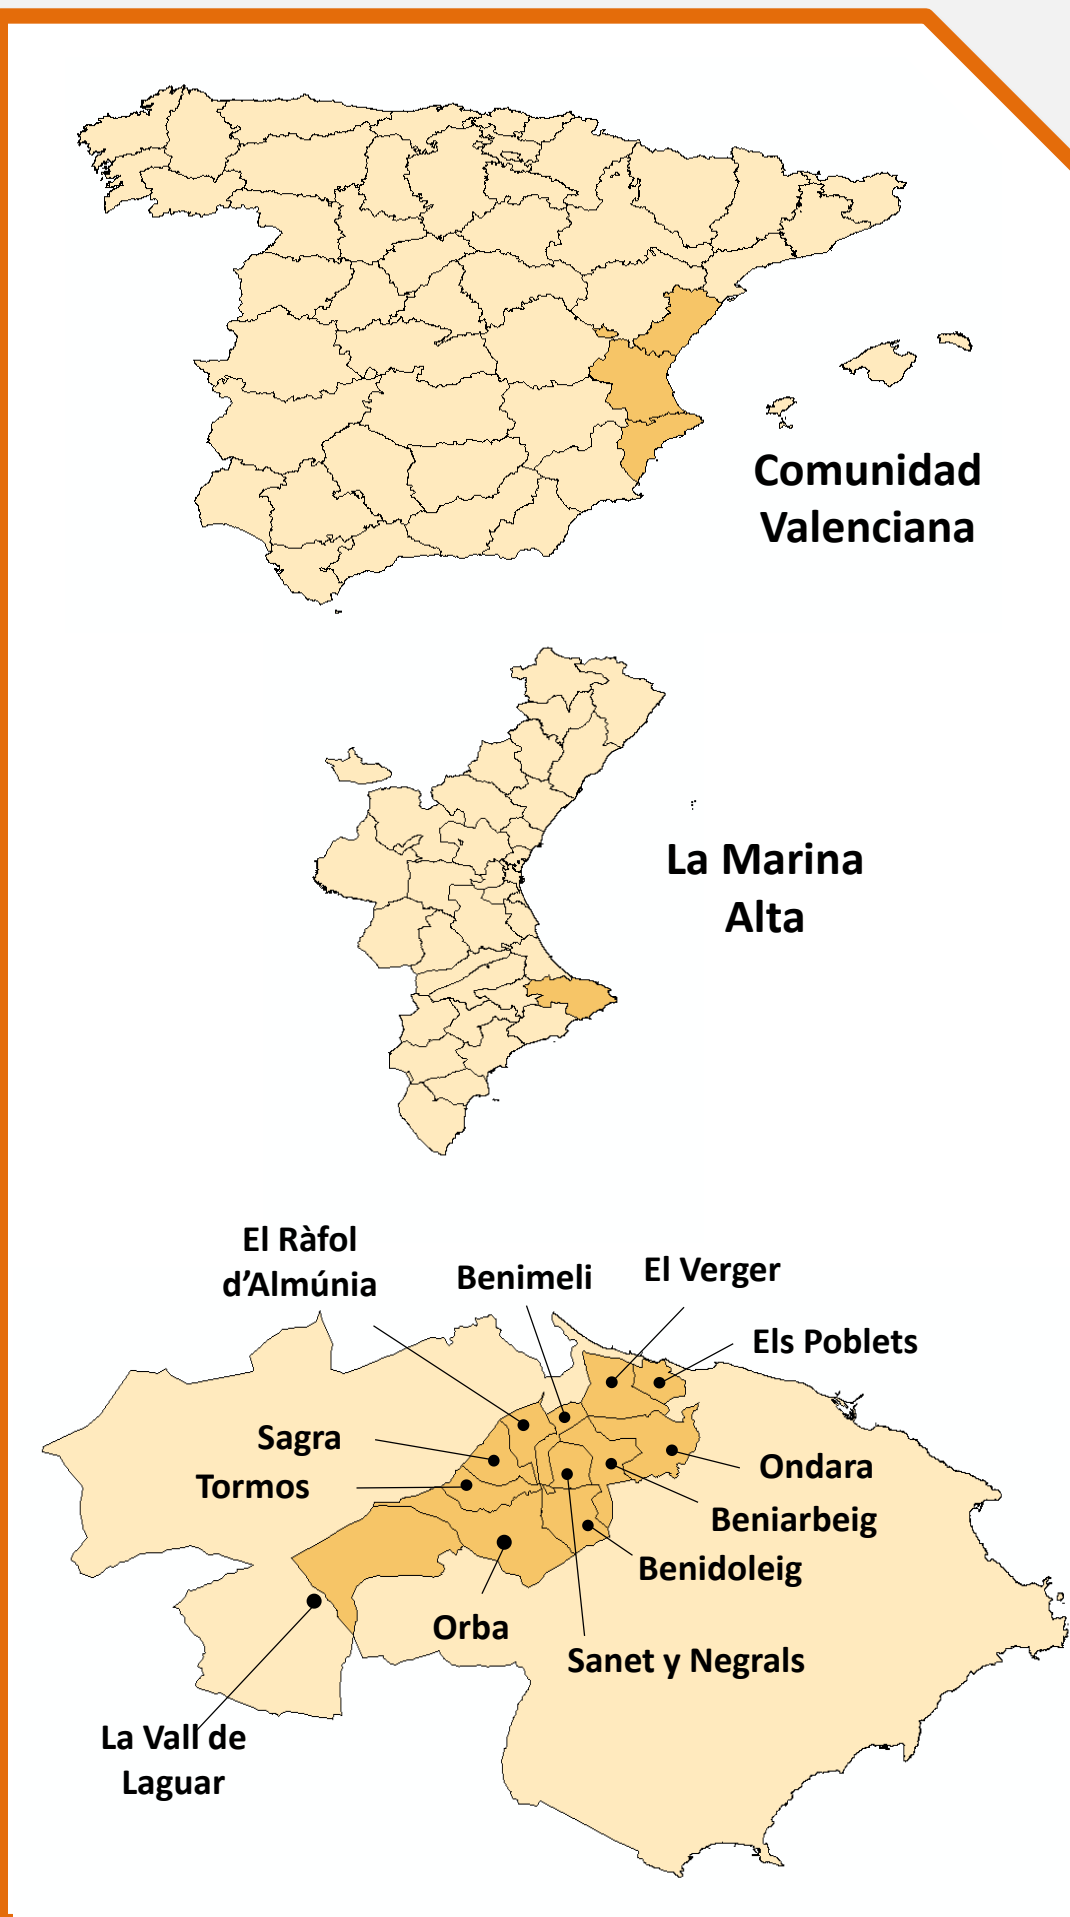 Comunidad
Valenciana
La Marina
Alta
El Ràfol
d'Almúnia
Benimeli
El Verger
Els Poblets
Sagra
Tormos
Ondara
Beniarbeig
Benidoleig
Orba
Sanet y Negrals
La Vall de
Laguar